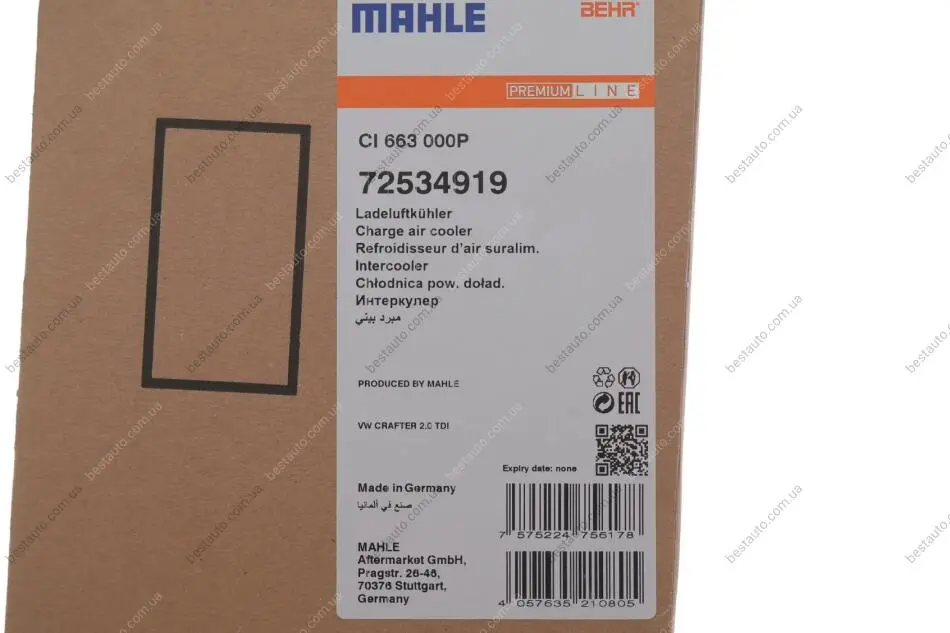 MAHLE
BEHR®
PREMIUM LINE
CI 663 000P
72534919
Ladeluftkühler
Charge air cooler
Refroidisseur d'air suralim.
Intercooler
Chłodnica pow. doład.
Интеркулер
مبرد بيني
PRODUCED BY MAHLE
EAC
VW CRAFTER 2.0 TDI
Expiry date: none
Made in Germany
صنع في ألمانيا
7 575224 756178
MAHLE
Aftermarket GmbH,
Pragstr. 26-46,
70376 Stuttgart,
Germany
4 057635 210805
bestauto.com.ua